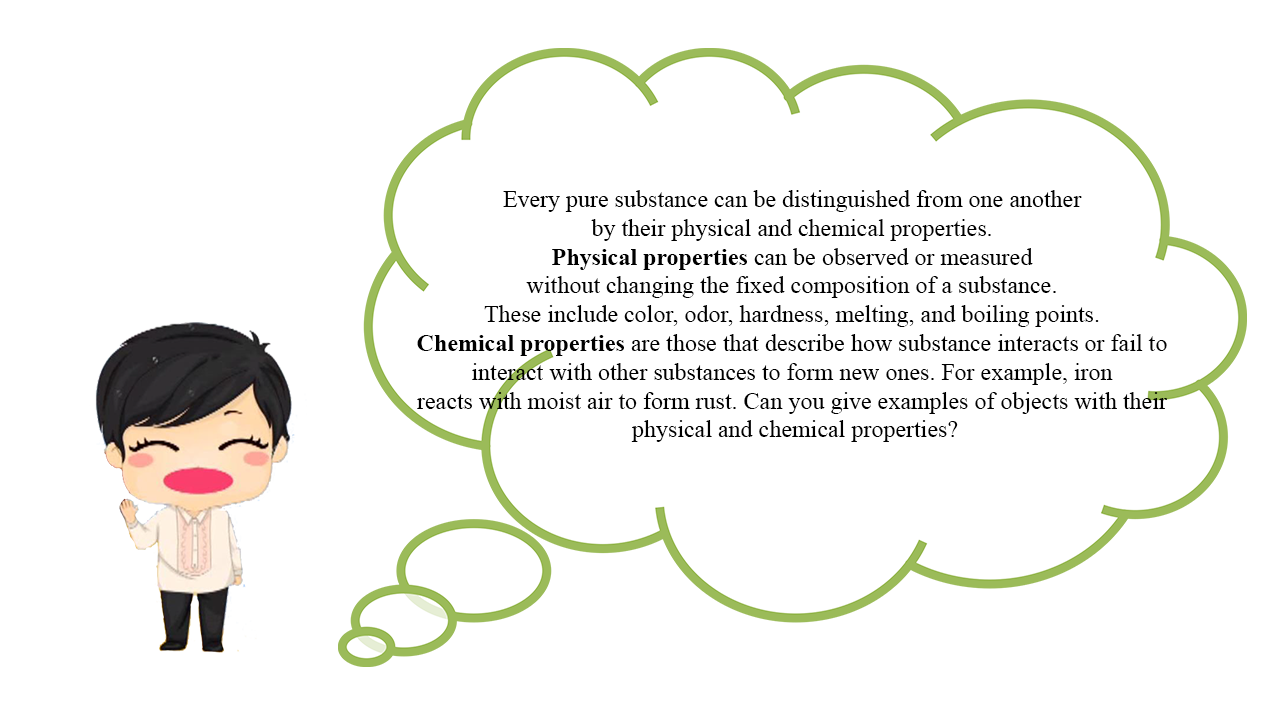 Every pure substance can be distinguished from one another
by their physical and chemical properties.
Physical properties can be observed or measured
without changing the fixed composition of a substance.
These include color, odor, hardness, melting, and boiling points.
Chemical properties are those that describe how substance interacts or fail to
interact with other substances to form new ones. For example, iron
reacts with moist air to form rust. Can you give examples of objects with their
physical and chemical properties?